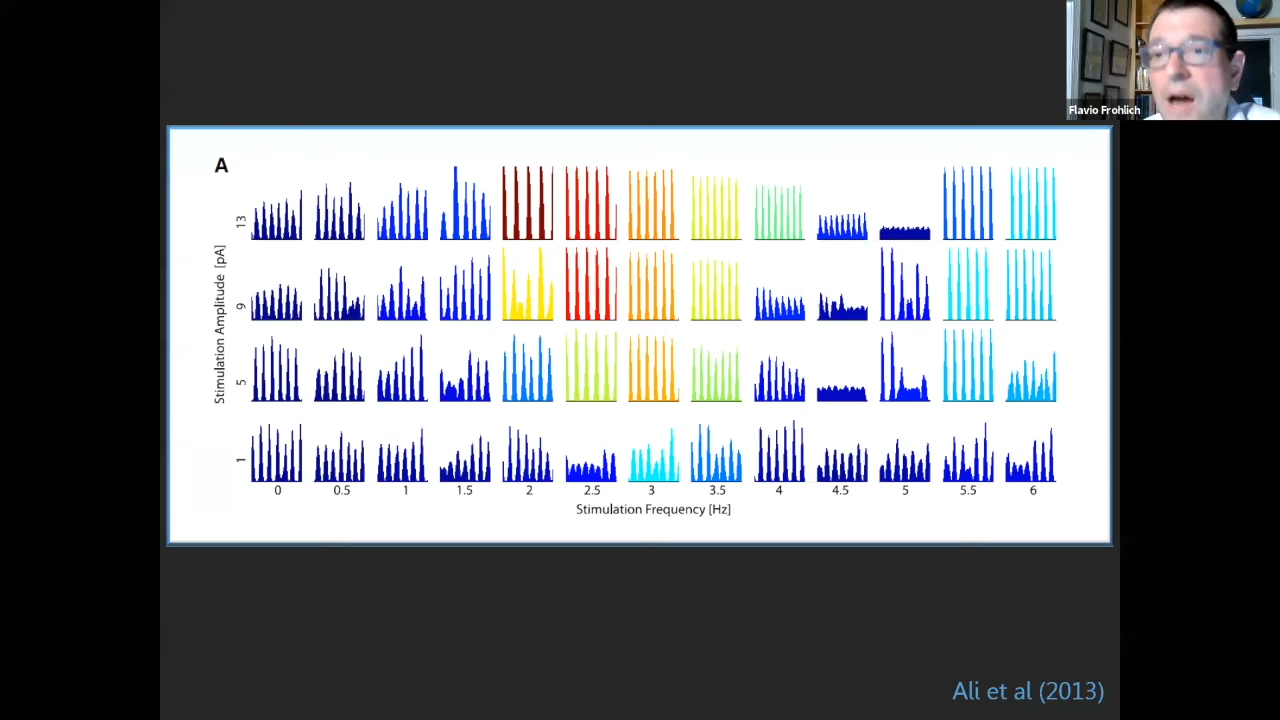 Flavio Frohlich
A
Stimulation Amplitude [pA]
13
9
5
1
0 0.5 1 1.5 2 2.5 3 3.5 4 4.5 5 5.5 6
Stimulation Frequency [Hz]
Ali et al (2013)